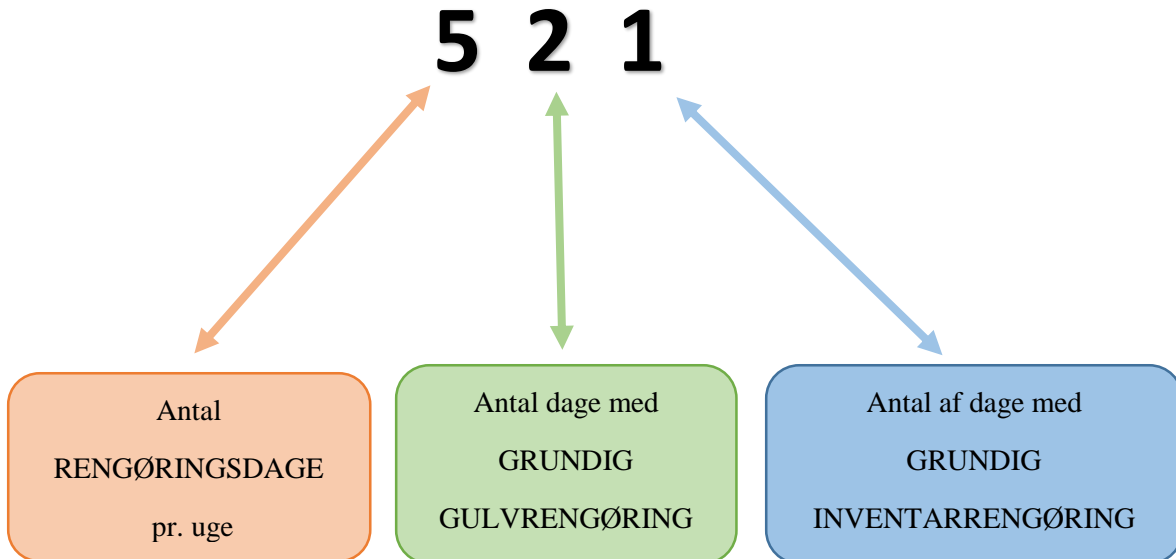 5 2 1
Antal
RENGØRINGSDAGE
pr. uge
Antal dage med
GRUNDIG
GULVRENGØRING
Antal af dage med
GRUNDIG
INVENTARRENGØRING